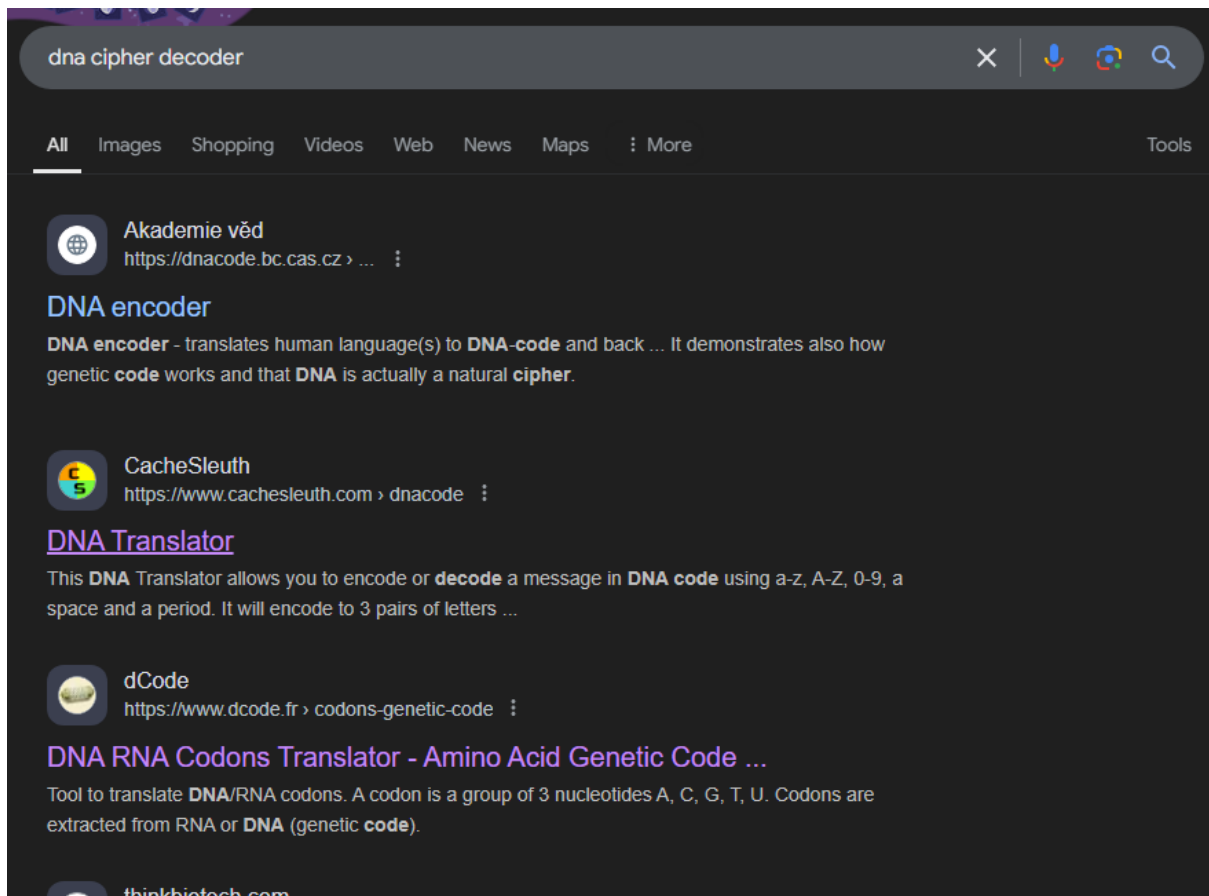 dna cipher decoder
All Images Shopping Videos Web News Maps More Tools
Akademie věd
https://dnacode.bc.cas.cz › ...
DNA encoder
DNA encoder - translates human language(s) to DNA-code and back ... It demonstrates also how
genetic code works and that DNA is actually a natural cipher.
CS
CacheSleuth
https://www.cachesleuth.com › dnacode
DNA Translator
This DNA Translator allows you to encode or decode a message in DNA code using a-z, A-Z, 0-9, a
space and a period. It will encode to 3 pairs of letters ...
dCode
https://www.dcode.fr › codons-genetic-code
DNA RNA Codons Translator - Amino Acid Genetic Code ...
Tool to translate DNA/RNA codons. A codon is a group of 3 nucleotides A, C, G, T, U. Codons are
extracted from RNA or DNA (genetic code).
thinkbiotech.com